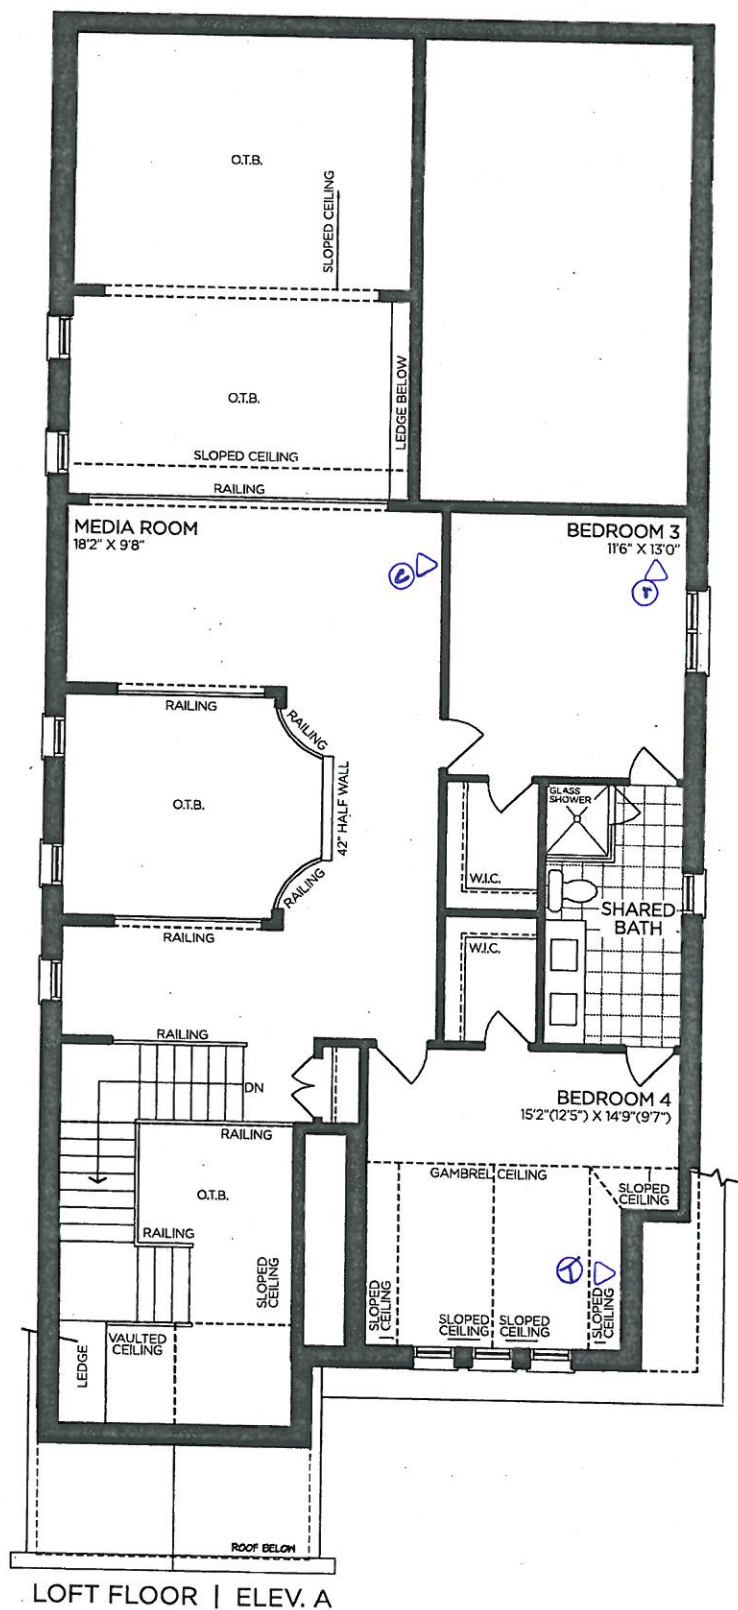 O.T.B.
SLOPED CEILING
O.T.B.
LEDGE BELOW
SLOPED CEILING
RAILING
MEDIA ROOM
18'2" X 9'8"
BEDROOM 3
11'6" X 13'0"
C
T
RAILING
RAILING
O.T.B.
42" HALF WALL
RAILING
RAILING
GLASS
SHOWER
W.I.C.
SHARED
BATH
W.I.C.
RAILING
DN
RAILING
BEDROOM 4
15'2"(12'5") X 14'9"(9'7")
GAMBREL CEILING
SLOPED
CEILING
O.T.B.
RAILING
SLOPED
CEILING
T
SLOPED
CEILING
SLOPED
CEILING
SLOPED
CEILING
SLOPED
CEILING
VAULTED
CEILING
LEDGE
ROOF BELOW
LOFT FLOOR | ELEV. A